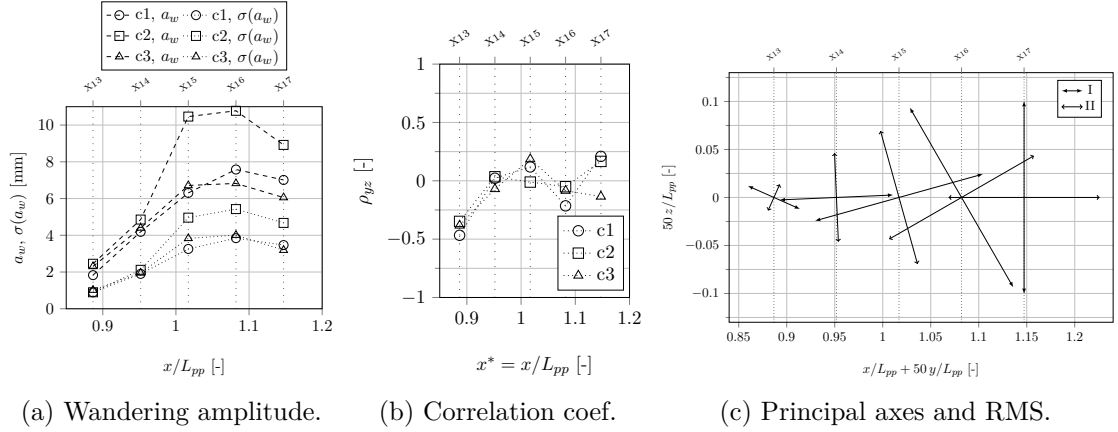 c1, a_w c1, σ(a_w)
c2, a_w c2, σ(a_w)
c3, a_w c3, σ(a_w)
X13 X14 X15 X16 X17
10
8
6
4
2
0
0.9 1 1.1 1.2
a_w, σ(a_w) [mm]
x/L_pp [-]
(a) Wandering amplitude.
X13 X14 X15 X16 X17
1
0.5
0
−0.5
−1
0.9 1 1.1 1.2
ρ_yz [-]
c1
c2
c3
x* = x/L_pp [-]
(b) Correlation coef.
X13 X14 X15 X16 X17
I
II
0.1
0.05
0
−0.05
−0.1
0.85 0.9 0.95 1 1.05 1.1 1.15 1.2
50 z/L_pp [-]
x/L_pp + 50 y/L_pp [-]
(c) Principal axes and RMS.